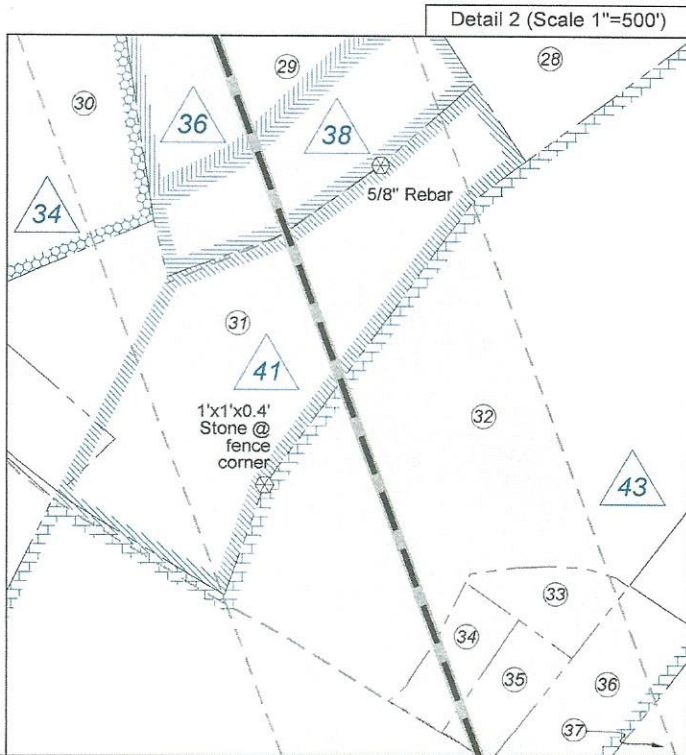 Detail 2 (Scale 1"=500')
29
28
30
36
38
34
5/8" Rebar
31
41
1'x1'x0.4'
Stone @
fence
corner
32
43
33
34
35
36
37